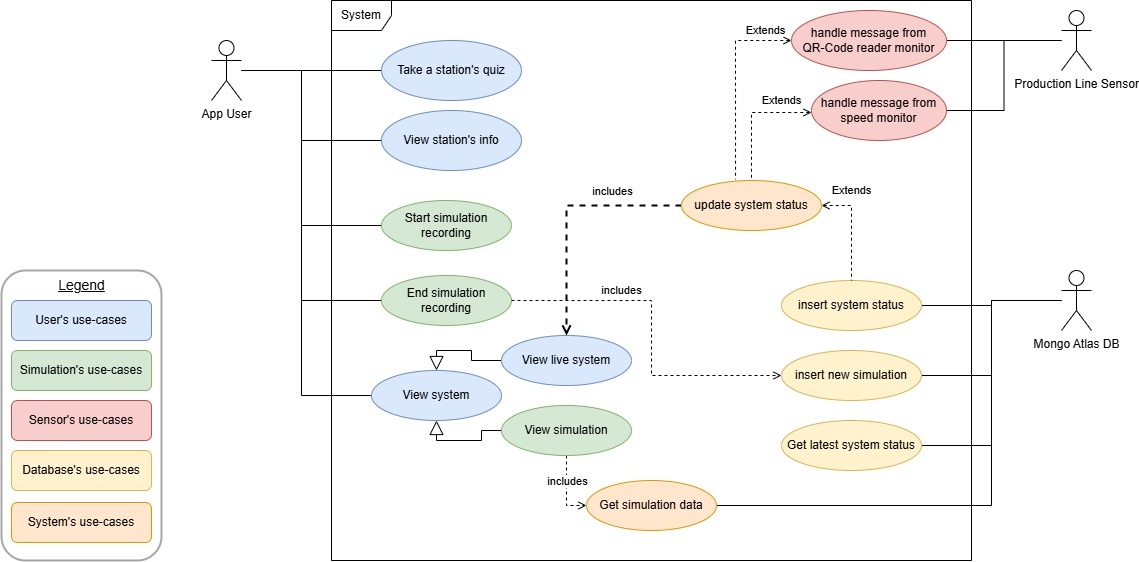 System
App User
Take a station's quiz
View station's info
Start simulation
recording
End simulation
recording
View system
View live system
View simulation
includes
Get simulation data
includes
includes
update system status
Extends
Extends
Extends
handle message from
QR-Code reader monitor
handle message from
speed monitor
insert system status
insert new simulation
Get latest system status
Production Line Sensor
Mongo Atlas DB
Legend
User's use-cases
Simulation's use-cases
Sensor's use-cases
Database's use-cases
System's use-cases